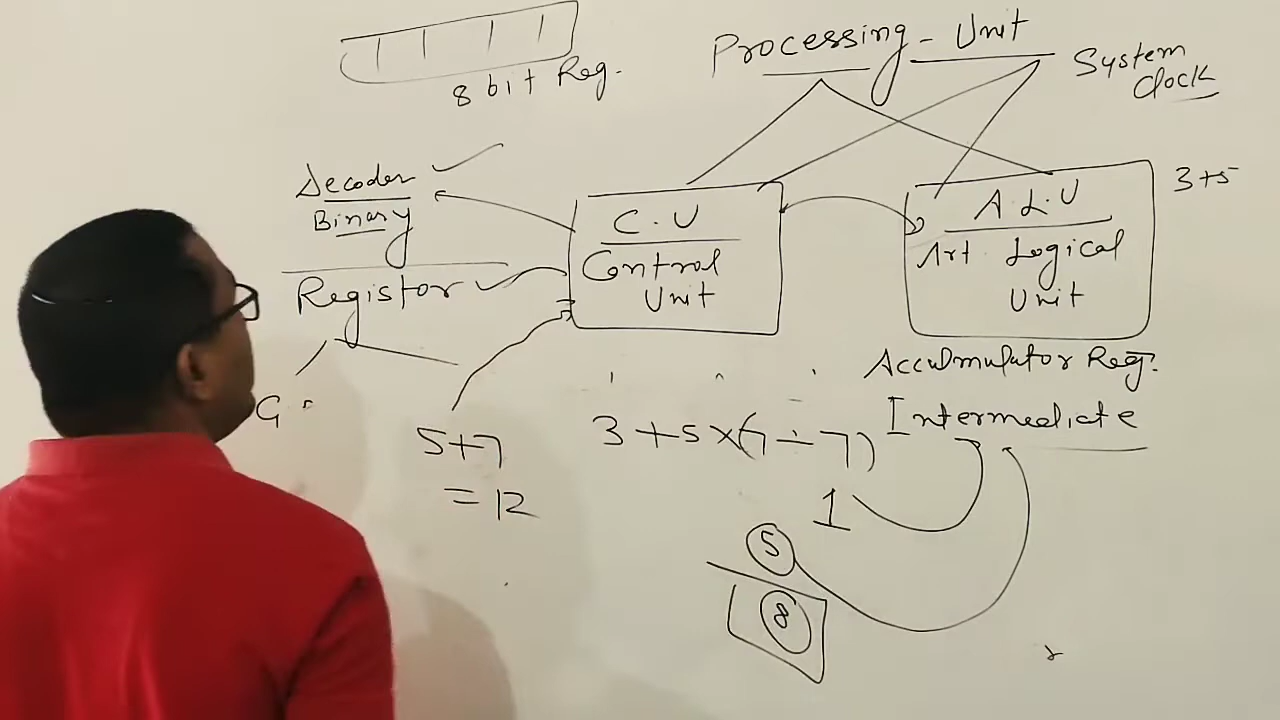 Processing - Unit
System
Clock
8 bit Reg.
Decoder
Binary
Registor
C.U
Control
Unit
A.L.U
Art. Logical
Unit
3+5
Accumulator Reg.
Intermediate
5+7
= 12
3+5×(7÷7)
1
5
8
G